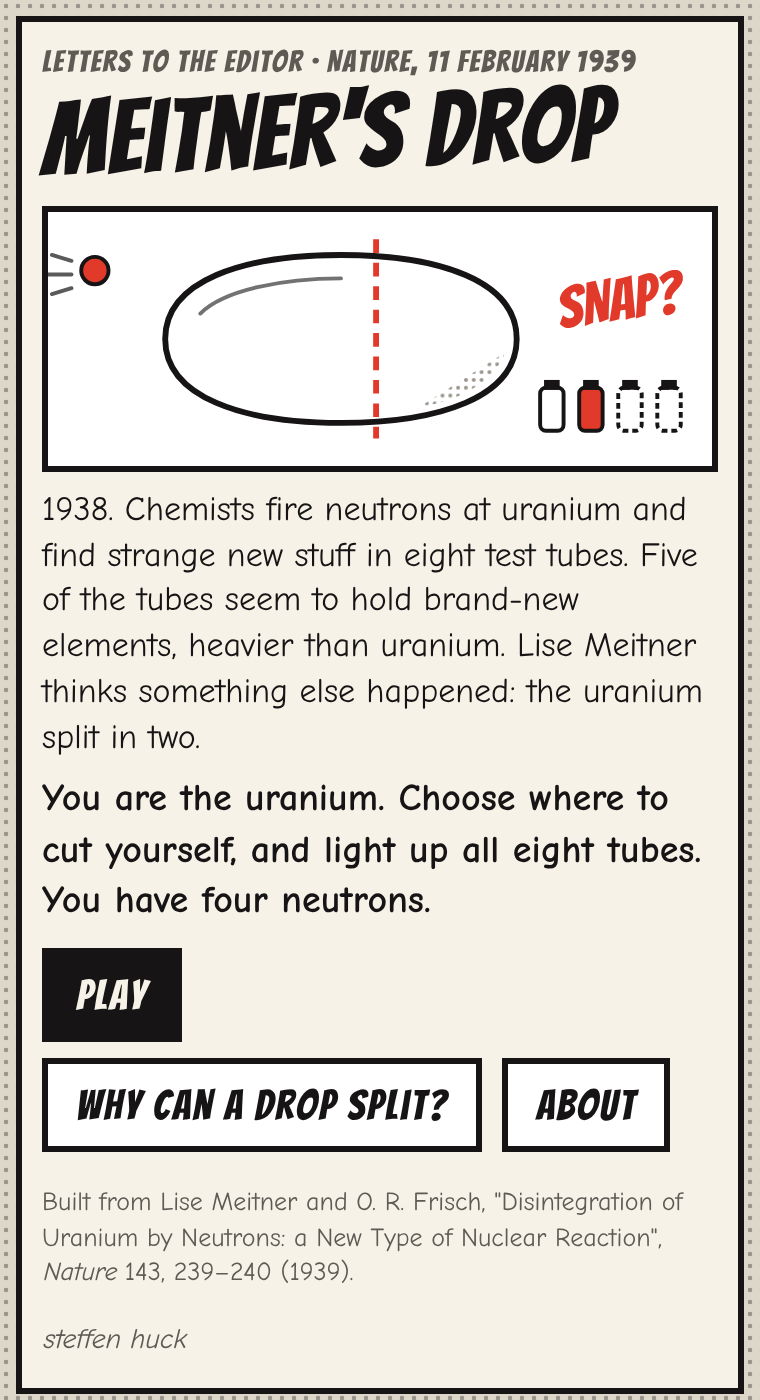 LETTERS TO THE EDITOR • NATURE, 11 FEBRUARY 1939
MEITNER'S DROP
SNAP?
1938. Chemists fire neutrons at uranium and
find strange new stuff in eight test tubes. Five
of the tubes seem to hold brand-new
elements, heavier than uranium. Lise Meitner
thinks something else happened: the uranium
split in two.
You are the uranium. Choose where to
cut yourself, and light up all eight tubes.
You have four neutrons.
PLAY
WHY CAN A DROP SPLIT?
ABOUT
Built from Lise Meitner and O. R. Frisch, "Disintegration of
Uranium by Neutrons: a New Type of Nuclear Reaction",
Nature 143, 239–240 (1939).
steffen huck